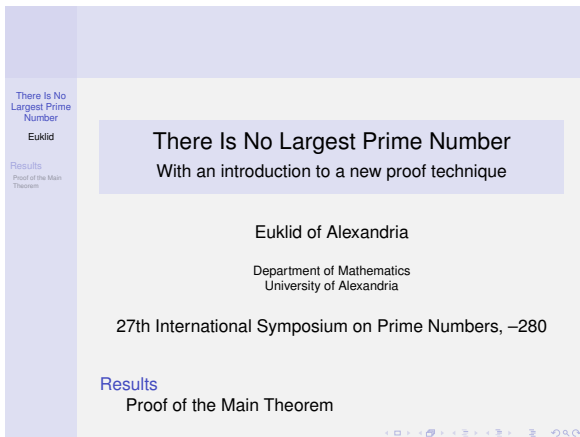 There Is No
Largest Prime
Number
Euklid
Results
Proof of the Main
Theorem
There Is No Largest Prime Number
With an introduction to a new proof technique
Euklid of Alexandria
Department of Mathematics
University of Alexandria
27th International Symposium on Prime Numbers, –280
Results
Proof of the Main Theorem